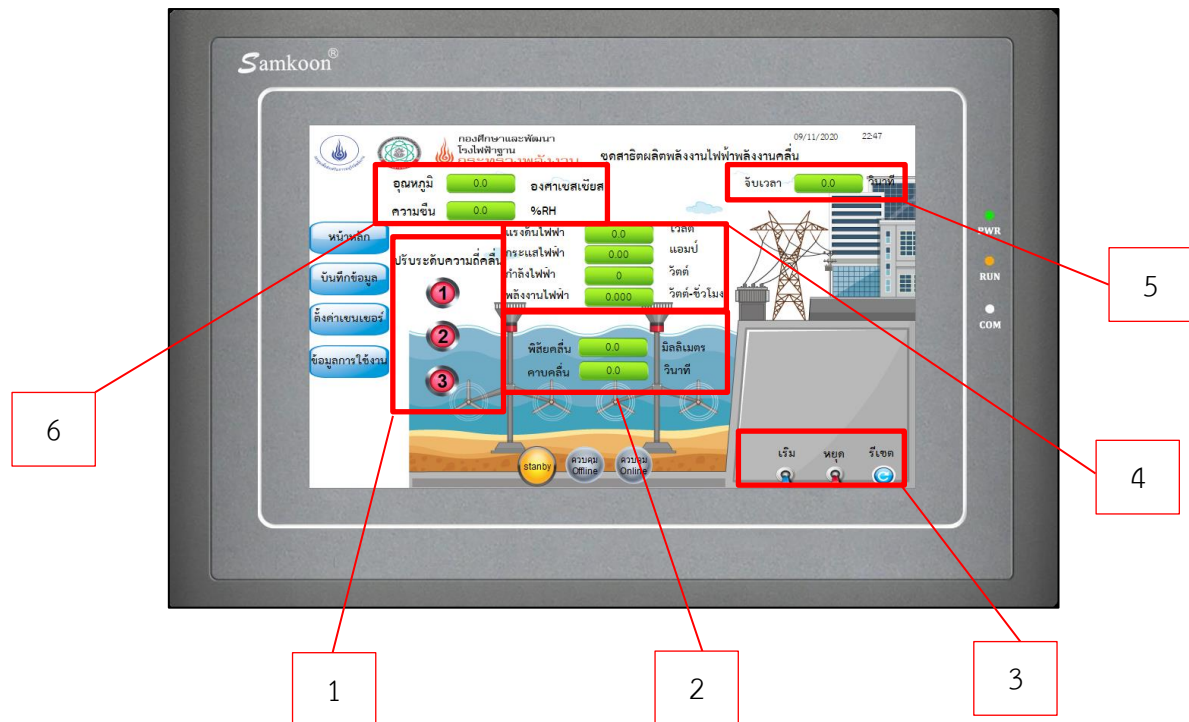 Samkoon®
09/11/2020 22:47
กองศึกษาและพัฒนา
โรงไฟฟ้าฐาน
กระทรวงพลังงาน
ชุดสาธิตผลิตพลังงานไฟฟ้าพลังงานคลื่น
อุณหภูมิ 0.0 องศาเซลเซียส
จับเวลา 0.0 วินาที
ความชื้น 0.0 %RH
แรงดันไฟฟ้า 0.0 โวลต์
กระแสไฟฟ้า 0.00 แอมป์
กำลังไฟฟ้า 0 วัตต์
พลังงานไฟฟ้า 0.000 วัตต์-ชั่วโมง
หน้าหลัก
บันทึกข้อมูล
ตั้งค่าเซนเซอร์
ข้อมูลการใช้งาน
ปรับระดับความถี่คลื่น
1
2
3
พิสัยคลื่น 0.0 มิลลิเมตร
คาบคลื่น 0.0 วินาที
stanby
ควบคุม
Offline
ควบคุม
Online
เริ่ม หยุด รีเซต
PWR
RUN
COM
5
6
4
1
2
3